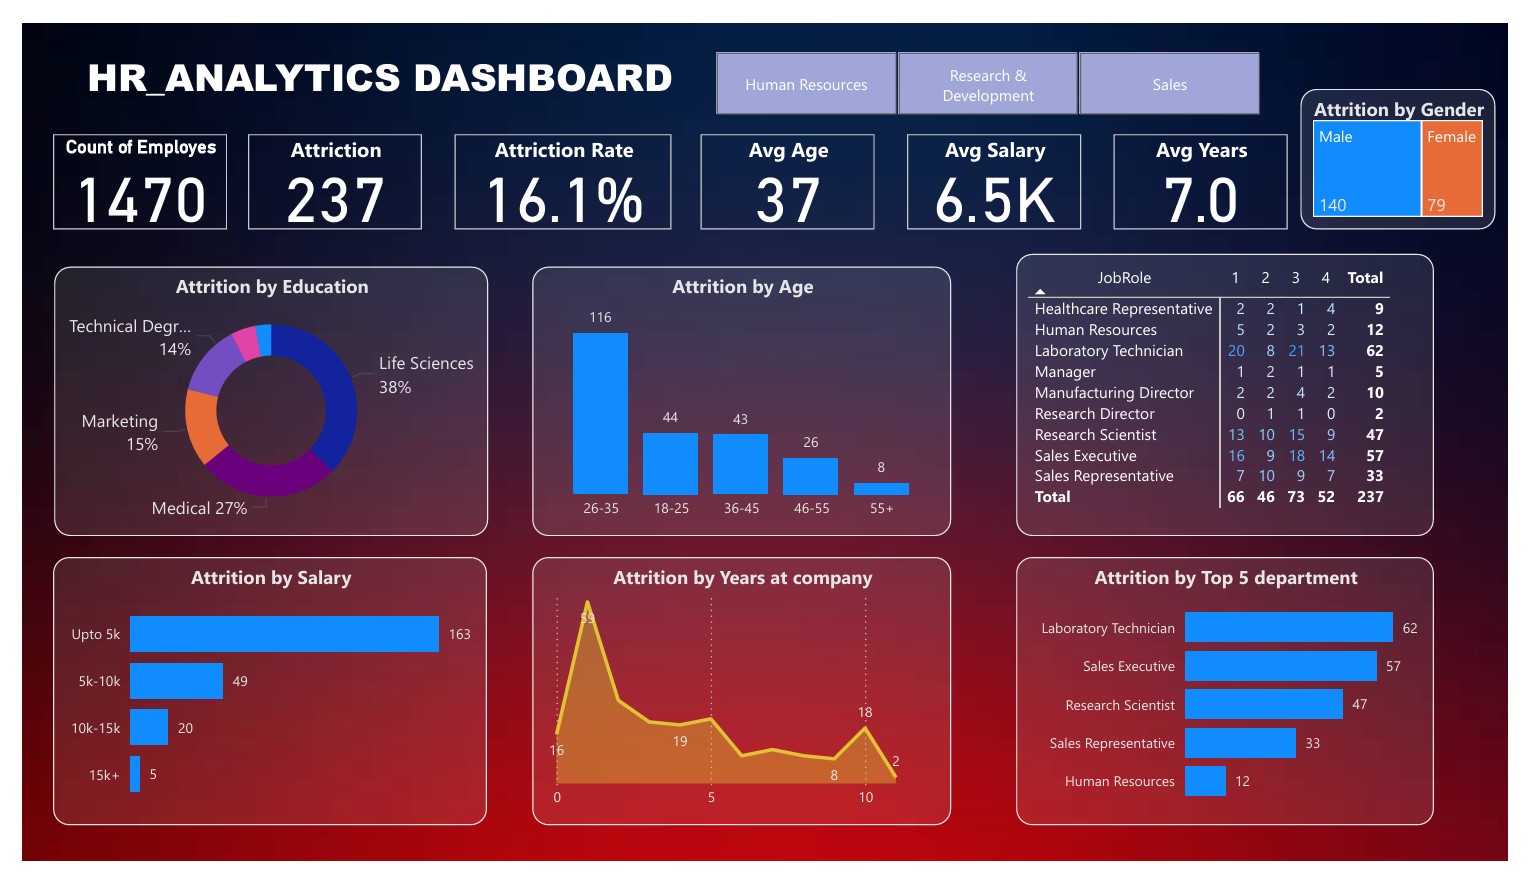 HR_ANALYTICS DASHBOARD
Human Resources
Research &
Development
Sales
Attrition by Gender
Male
Female
140
79
Count of Employes
1470
Attriction
237
Attriction Rate
16.1%
Avg Age
37
Avg Salary
6.5K
Avg Years
7.0
Attrition by Education
Technical Degr...
14%
Life Sciences
38%
Marketing
15%
Medical 27%
Attrition by Age
116
44
43
26
8
26-35 18-25 36-45 46-55 55+
JobRole 1 2 3 4 Total
Healthcare Representative 2 2 1 4 9
Human Resources 5 2 3 2 12
Laboratory Technician 20 8 21 13 62
Manager 1 2 1 1 5
Manufacturing Director 2 2 4 2 10
Research Director 0 1 1 0 2
Research Scientist 13 10 15 9 47
Sales Executive 16 9 18 14 57
Sales Representative 7 10 9 7 33
Total 66 46 73 52 237
Attrition by Salary
Upto 5k 163
5k-10k 49
10k-15k 20
15k+ 5
Attrition by Years at company
59
18
19
16
2
8
0 5 10
Attrition by Top 5 department
Laboratory Technician 62
Sales Executive 57
Research Scientist 47
Sales Representative 33
Human Resources 12